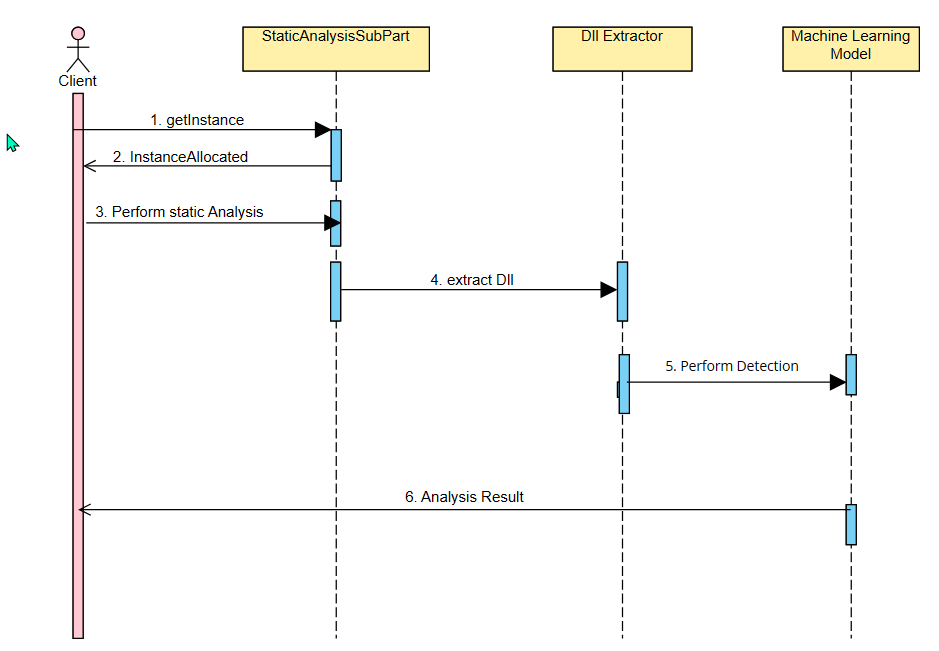 StaticAnalysisSubPart
Dll Extractor
Machine Learning
Model
Client
1. getInstance
2. InstanceAllocated
3. Perform static Analysis
4. extract Dll
5. Perform Detection
6. Analysis Result